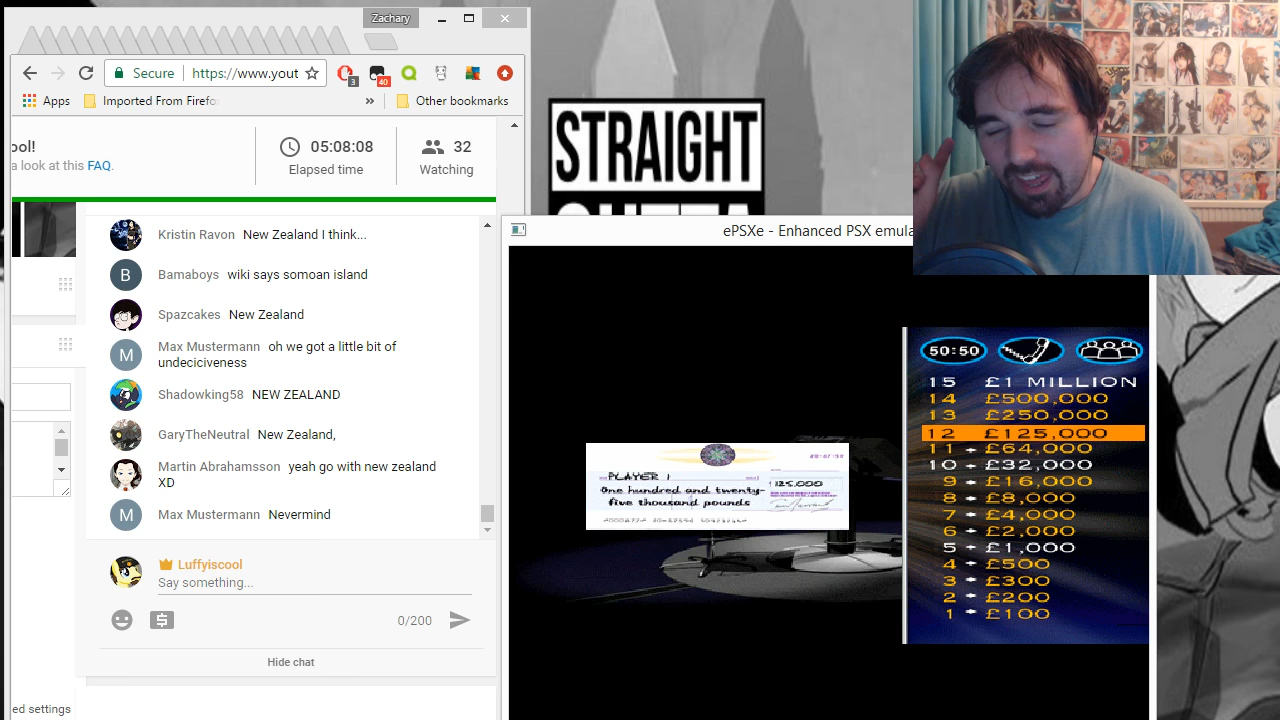 Zachary
Secure https://www.yout
3
40
Apps Imported From Firefo » Other bookmarks
ool!
a look at this FAQ.
05:08:08
Elapsed time
32
Watching
Kristin Ravon New Zealand I think...
B Bamaboys wiki says somoan island
Spazcakes New Zealand
M Max Mustermann oh we got a little bit of
undeciciveness
Shadowking58 NEW ZEALAND
GaryTheNeutral New Zealand,
Martin Abrahamsson yeah go with new zealand
XD
M Max Mustermann Nevermind
Luffyiscool
Say something...
0/200
Hide chat
ed settings
STRAIGHT
ePSXe - Enhanced PSX emula
PLAYER 1
One hundred and twenty-
five thousand pounds
125,000
50:50
15 £1 MILLION
14 £500,000
13 £250,000
12 £125,000
11 £64,000
10 £32,000
9 £16,000
8 £8,000
7 £4,000
6 £2,000
5 £1,000
4 £500
3 £300
2 £200
1 £100